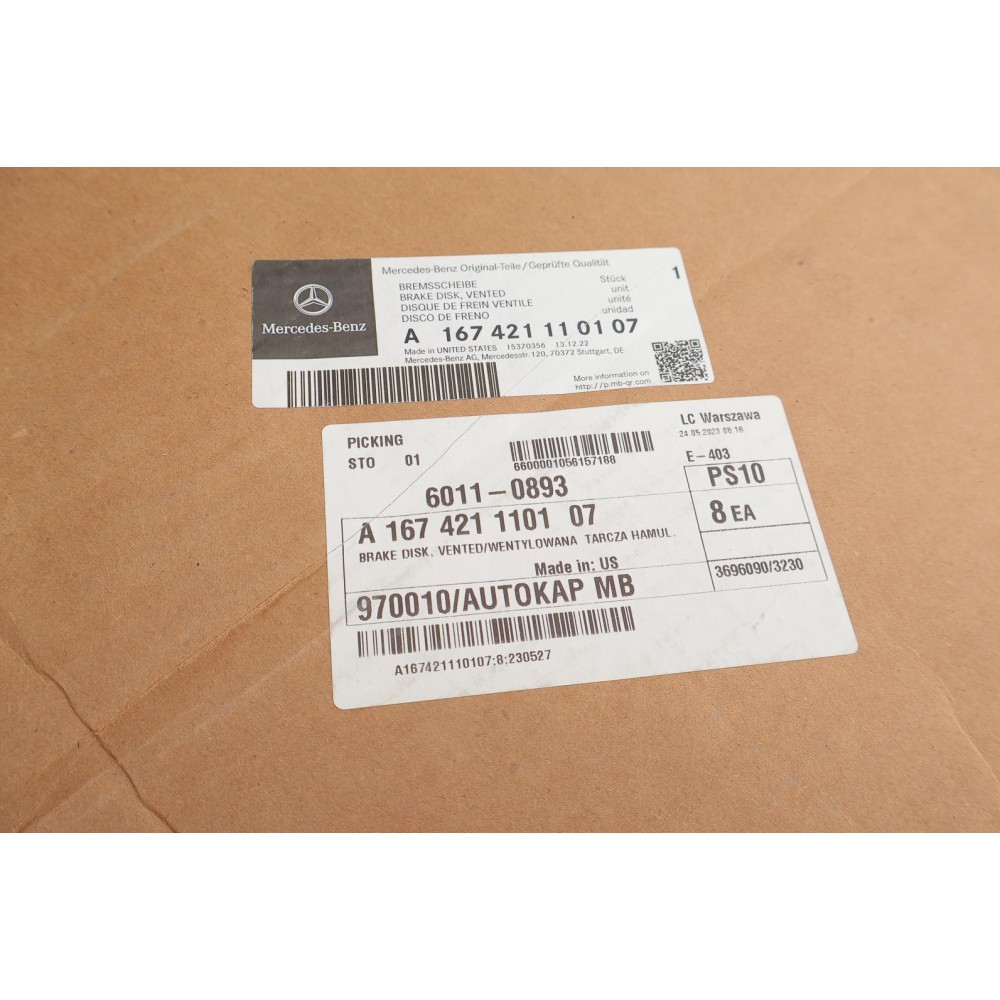 Mercedes-Benz
Mercedes-Benz Original-Teile/Geprüfte Qualität
BREMSSCHEIBE
BRAKE DISK, VENTED
DISQUE DE FREIN VENTILE
DISCO DE FRENO
Stück
unit
unité
unidad
1
A 167 421 11 01 07
Made in UNITED STATES 15370356 13.12.22
Mercedes-Benz AG, Mercedesstr.120, 70372 Stuttgart, DE
More information on
http://p.mb-qr.com
PICKING
STO 01
6600001056157188
LC Warszawa
24.05.2023 08:16
E-403
6011-0893
PS10
A 167 421 1101 07
8 EA
BRAKE DISK, VENTED/WENTYLOWANA TARCZA HAMUL.
Made in: US
3696090/3230
970010/AUTOKAP MB
A167421110107;8;230527